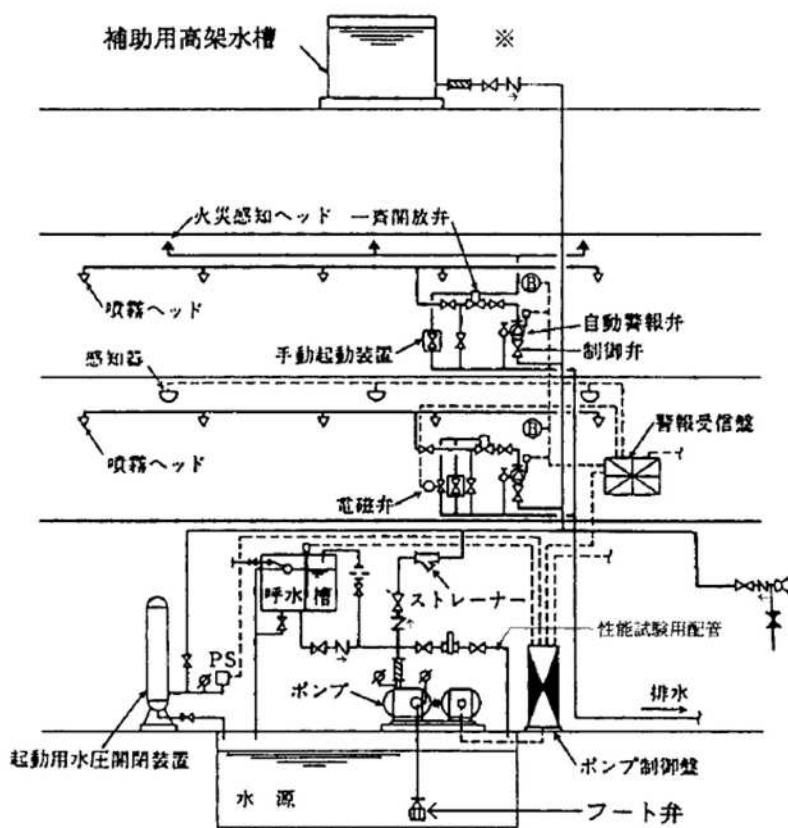 補助用高架水槽
※
火災感知ヘッド
一斉開放弁
B
噴霧ヘッド
自動警報弁
手動起動装置
制御弁
感知器
B
警報受信盤
噴霧ヘッド
電磁弁
呼水槽
ストレーナー
性能試験用配管
PS
ポンプ
排水
起動用水圧開閉装置
ポンプ制御盤
水源
フート弁